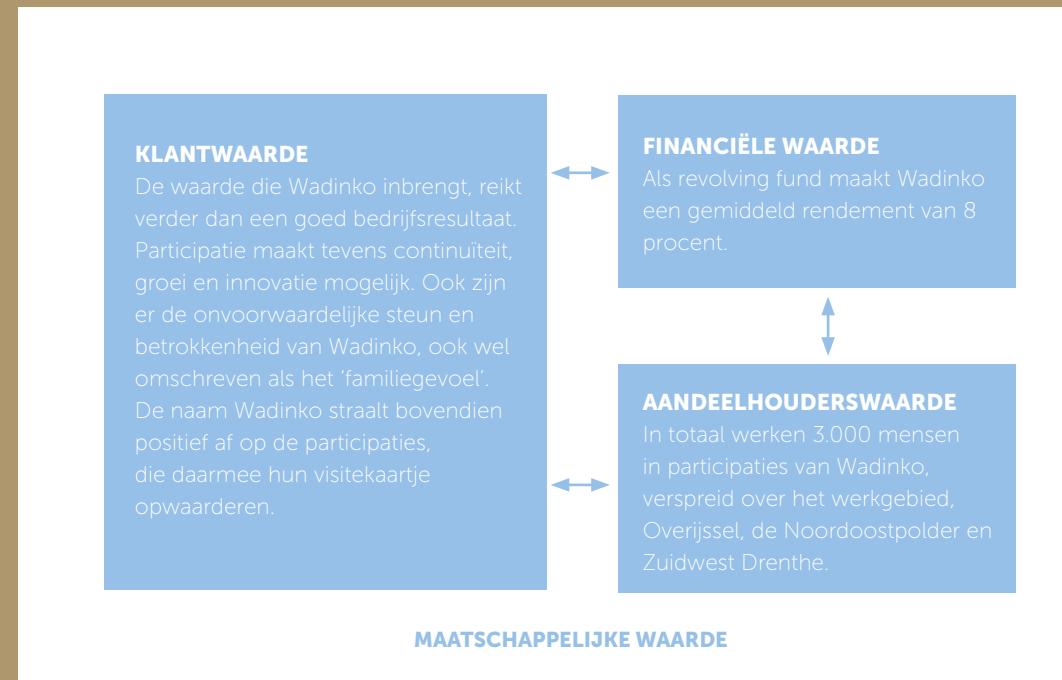 KLANTWAARDE
De waarde die Wadinko inbrengt, reikt
verder dan een goed bedrijfsresultaat.
Participatie maakt tevens continuïteit,
groei en innovatie mogelijk. Ook zijn
er de onvoorwaardelijke steun en
betrokkenheid van Wadinko, ook wel
omschreven als het ‘familiegevoel’.
De naam Wadinko straalt bovendien
positief af op de participaties,
die daarmee hun visitekaartje
opwaarderen.
FINANCIËLE WAARDE
Als revolving fund maakt Wadinko
een gemiddeld rendement van 8
procent.
AANDEELHOUDERSWAARDE
In totaal werken 3.000 mensen
in participaties van Wadinko,
verspreid over het werkgebied,
Overijssel, de Noordoostpolder en
Zuidwest Drenthe.
MAATSCHAPPELIJKE WAARDE